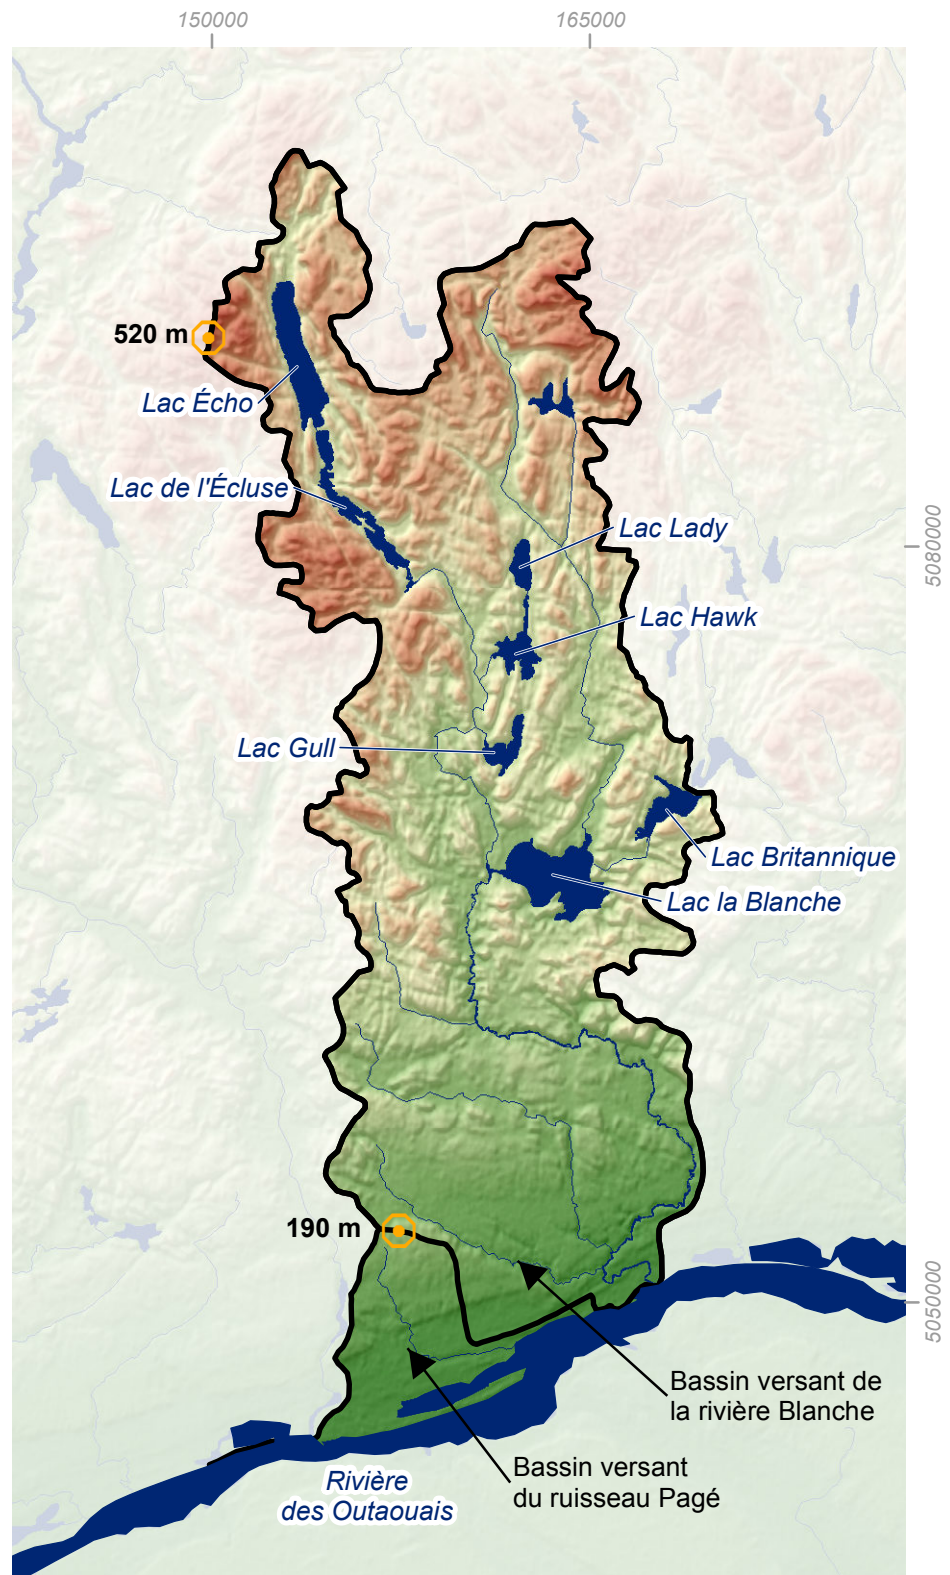 150000
165000
520 m
Lac Écho
Lac de l'Écluse
Lac Lady
5080000
Lac Hawk
Lac Gull
Lac Britannique
Lac la Blanche
190 m
5050000
Bassin versant de
la rivière Blanche
Bassin versant
du ruisseau Pagé
Rivière
des Outaouais